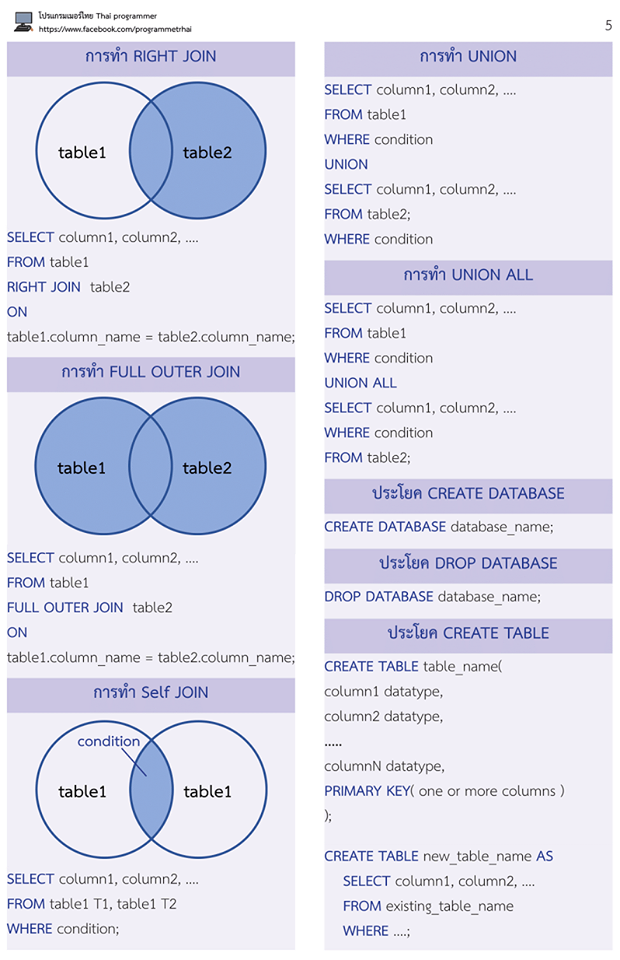 โปรแกรมเมอร์ไทย Thai programmer
https://www.facebook.com/programmetrhai
5
การทำ RIGHT JOIN
table1
table2
SELECT column1, column2, ....
FROM table1
RIGHT JOIN table2
ON
table1.column_name = table2.column_name;
การทำ FULL OUTER JOIN
table1
table2
SELECT column1, column2, ....
FROM table1
FULL OUTER JOIN table2
ON
table1.column_name = table2.column_name;
การทำ Self JOIN
condition
table1
table1
SELECT column1, column2, ....
FROM table1 T1, table1 T2
WHERE condition;
การทำ UNION
SELECT column1, column2, ....
FROM table1
WHERE condition
UNION
SELECT column1, column2, ....
FROM table2;
WHERE condition
การทำ UNION ALL
SELECT column1, column2, ....
FROM table1
WHERE condition
UNION ALL
SELECT column1, column2, ....
WHERE condition
FROM table2;
ประโยค CREATE DATABASE
CREATE DATABASE database_name;
ประโยค DROP DATABASE
DROP DATABASE database_name;
ประโยค CREATE TABLE
CREATE TABLE table_name(
column1 datatype,
column2 datatype,
.....
columnN datatype,
PRIMARY KEY( one or more columns )
);
CREATE TABLE new_table_name AS
SELECT column1, column2, ....
FROM existing_table_name
WHERE ....;